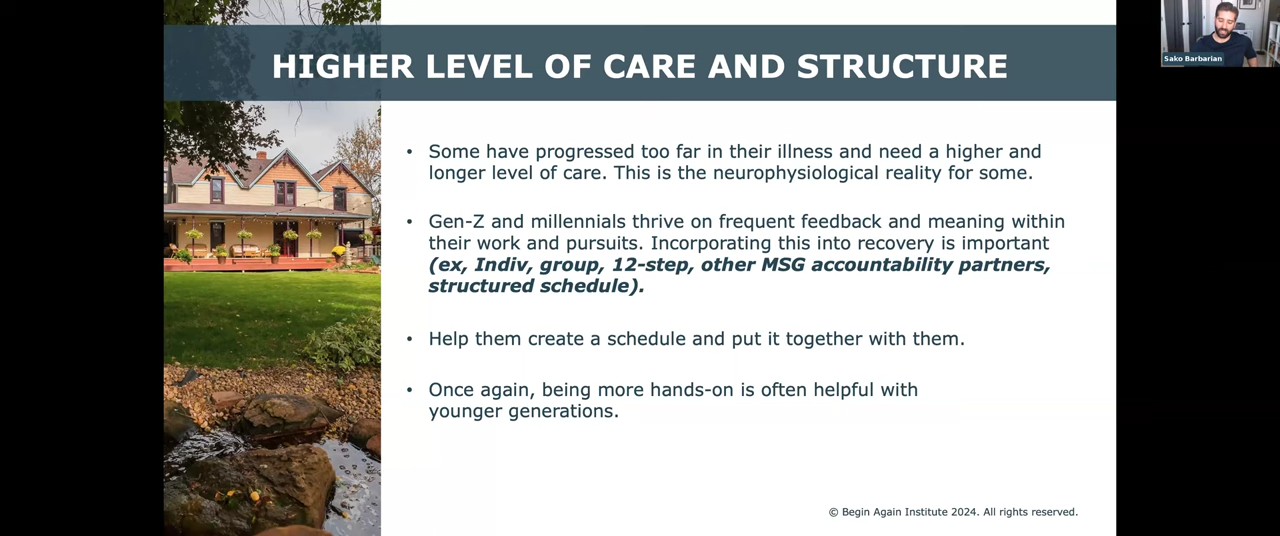 HIGHER LEVEL OF CARE AND STRUCTURE
Sako Barbarian
• Some have progressed too far in their illness and need a higher and
longer level of care. This is the neurophysiological reality for some.
• Gen-Z and millennials thrive on frequent feedback and meaning within
their work and pursuits. Incorporating this into recovery is important
(ex, Indiv, group, 12-step, other MSG accountability partners,
structured schedule).
• Help them create a schedule and put it together with them.
• Once again, being more hands-on is often helpful with
younger generations.
© Begin Again Institute 2024. All rights reserved.